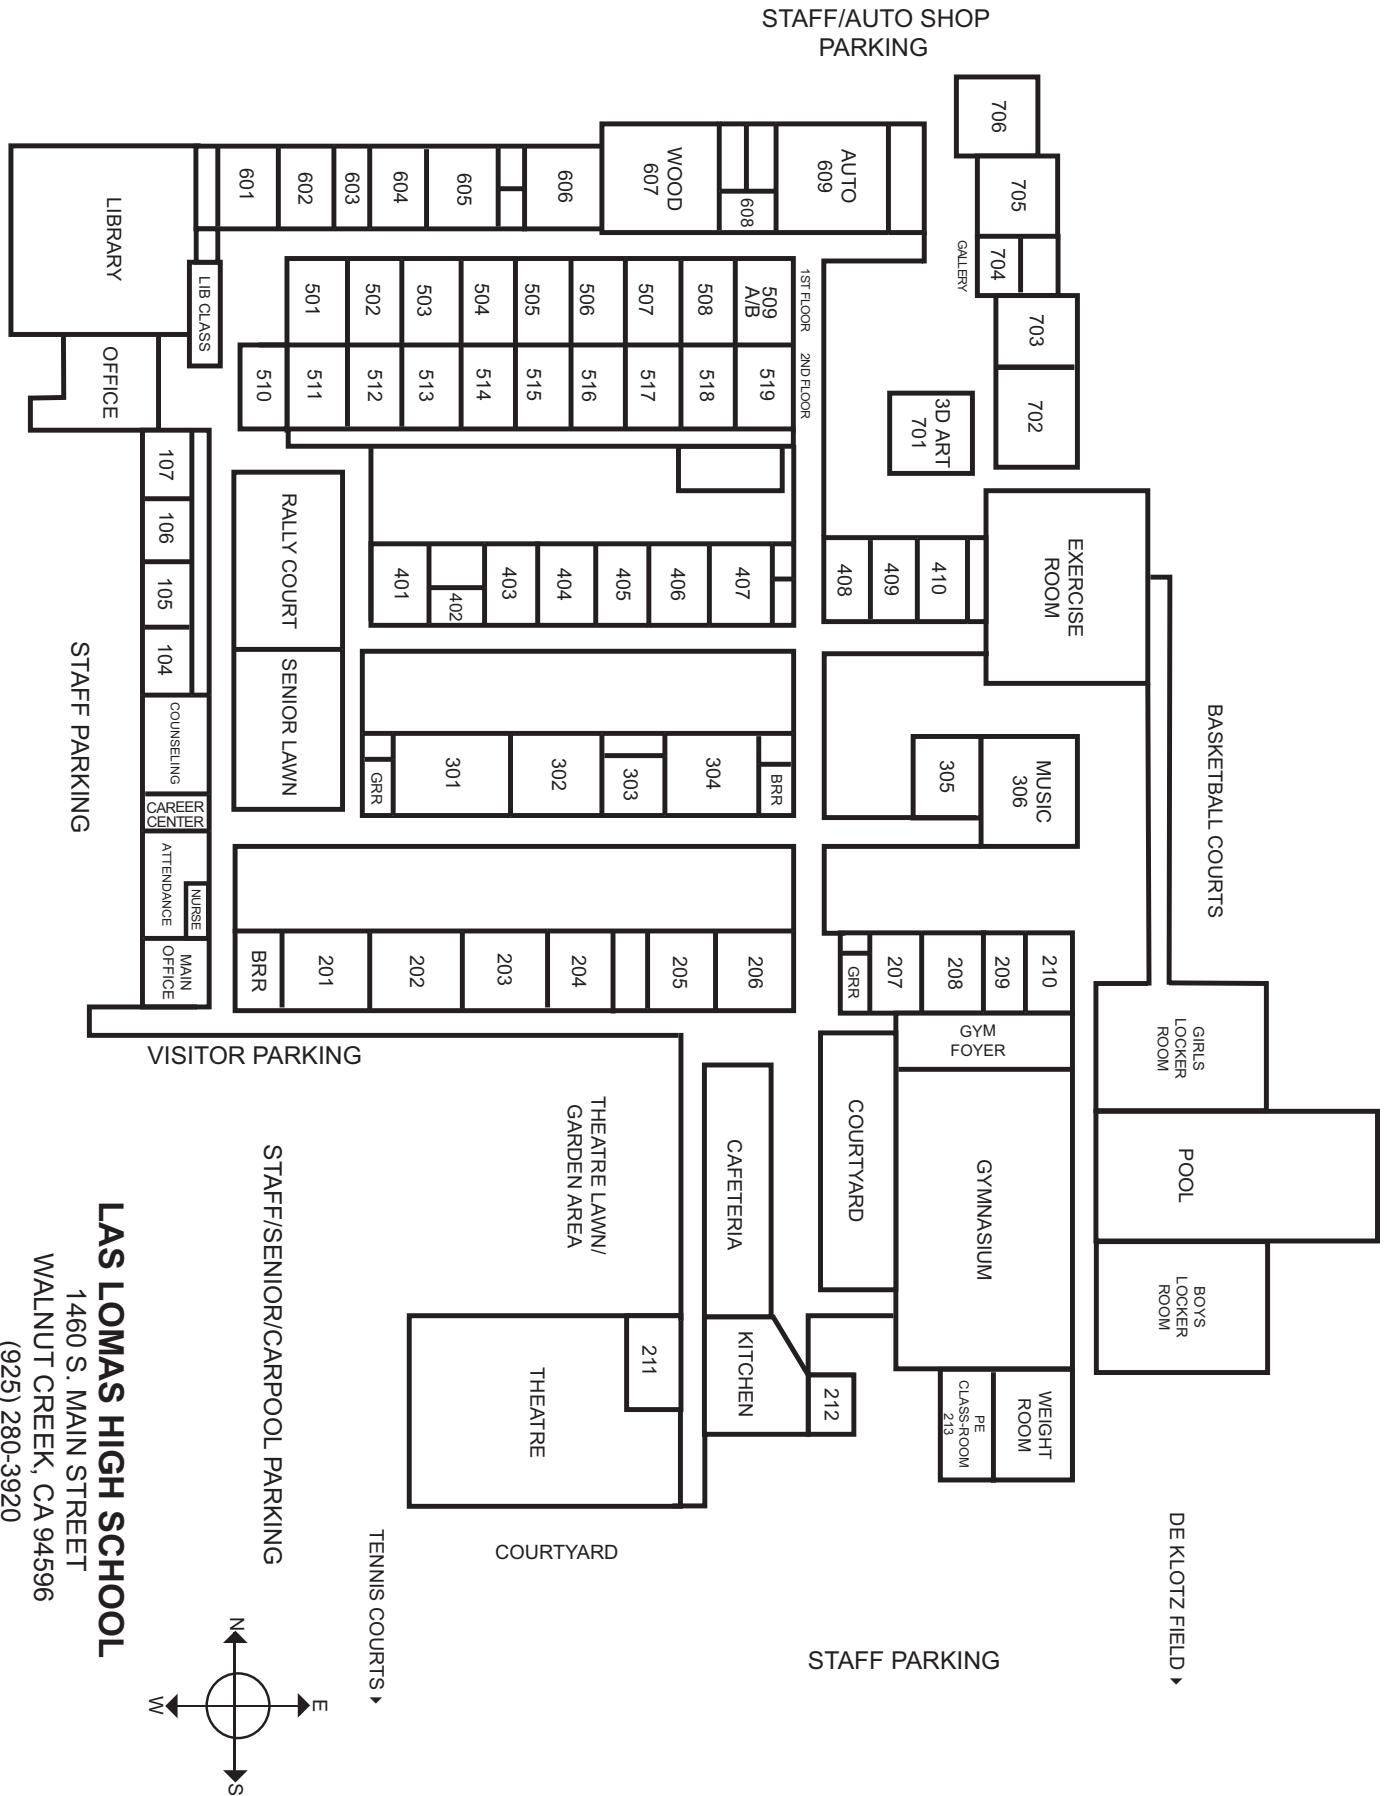 STAFF/AUTO SHOP
PARKING
706
705
704
GALLERY
703
702
3D ART
701
AUTO
609
608
WOOD
607
606
605
604
603
602
601
LIBRARY
LIB CLASS
OFFICE
1ST FLOOR
2ND FLOOR
501
502
503
504
505
506
507
508
509
A/B
510
511
512
513
514
515
516
517
518
519
107
106
105
104
COUNSELING
CAREER
CENTER
ATTENDANCE
NURSE
MAIN
OFFICE
STAFF PARKING
RALLY COURT
SENIOR LAWN
401
402
403
404
405
406
407
408
409
410
EXERCISE
ROOM
BASKETBALL COURTS
GRR
301
302
303
304
BRR
305
MUSIC
306
BRR
201
202
203
204
205
206
GRR
207
208
209
210
GYM
FOYER
GYMNASIUM
COURTYARD
GIRLS
LOCKER
ROOM
POOL
BOYS
LOCKER
ROOM
VISITOR PARKING
THEATRE LAWN/
GARDEN AREA
CAFETERIA
KITCHEN
211
212
THEATRE
WEIGHT
ROOM
PE
CLASS-ROOM
213
STAFF/SENIOR/CARPOOL PARKING
COURTYARD
TENNIS COURTS
DE KLOTZ FIELD
STAFF PARKING
LAS LOMAS HIGH SCHOOL
1460 S. MAIN STREET
WALNUT CREEK, CA 94596
(925) 280-3920
N
E
W
S